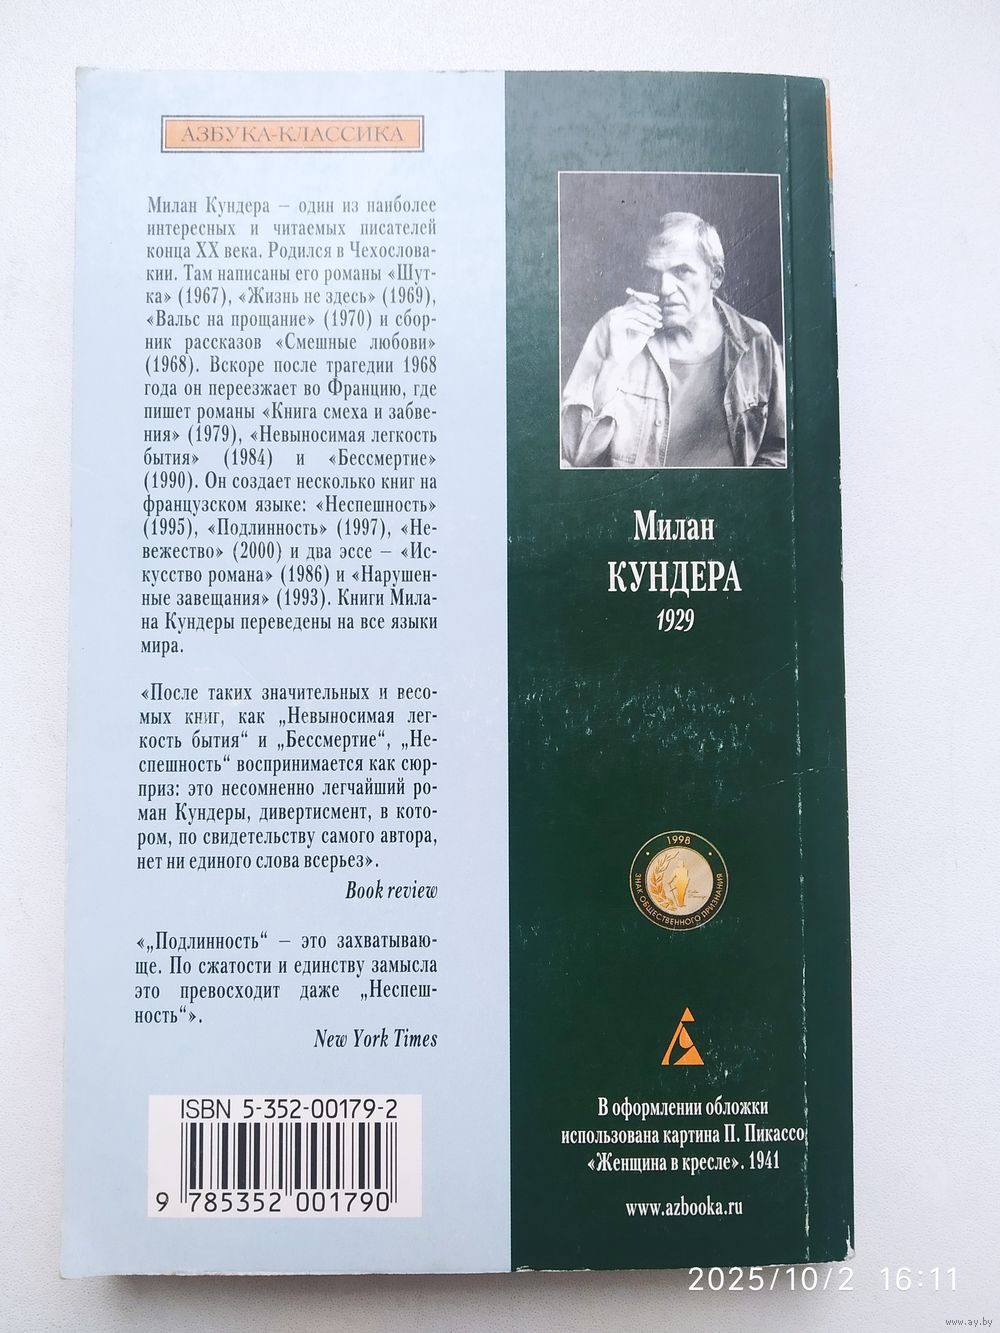 АЗБУКА-КЛАССИКА
Милан Кундера – один из наиболее
интересных и читаемых писателей
конца XX века. Родился в Чехослова-
кии. Там написаны его романы «Шут-
ка» (1967), «Жизнь не здесь» (1969),
«Вальс на прощание» (1970) и сбор-
ник рассказов «Смешные любови»
(1968). Вскоре после трагедии 1968
года он переезжает во Францию, где
пишет романы «Книга смеха и забве-
ния» (1979), «Невыносимая легкость
бытия» (1984) и «Бессмертие»
(1990). Он создает несколько книг на
французском языке: «Неспешность»
(1995), «Подлинность» (1997), «Не-
вежество» (2000) и два эссе – «Ис-
кусство романа» (1986) и «Нарушен-
ные завещания» (1993). Книги Мила-
на Кундеры переведены на все языки
мира.
«После таких значительных и весо-
мых книг, как „Невыносимая лег-
кость бытия“ и „Бессмертие“, „Не-
спешность“ воспринимается как сюр-
приз: это несомненно легчайший ро-
ман Кундеры, дивертисмент, в кото-
ром, по свидетельству самого автора,
нет ни единого слова всерьез».
Book review
«„Подлинность“ – это захватываю-
ще. По сжатости и единству замысла
это превосходит даже „Неспеш-
ность“».
New York Times
ISBN 5-352-00179-2
9 785352 001790
Милан
КУНДЕРА
1929
1998
ЗНАК ОБЩЕСТВЕННОГО ПРИЗНАНИЯ
В оформлении обложки
использована картина П. Пикассо
«Женщина в кресле». 1941
www.azbooka.ru
2025/10/2 16:11
www.ay.by